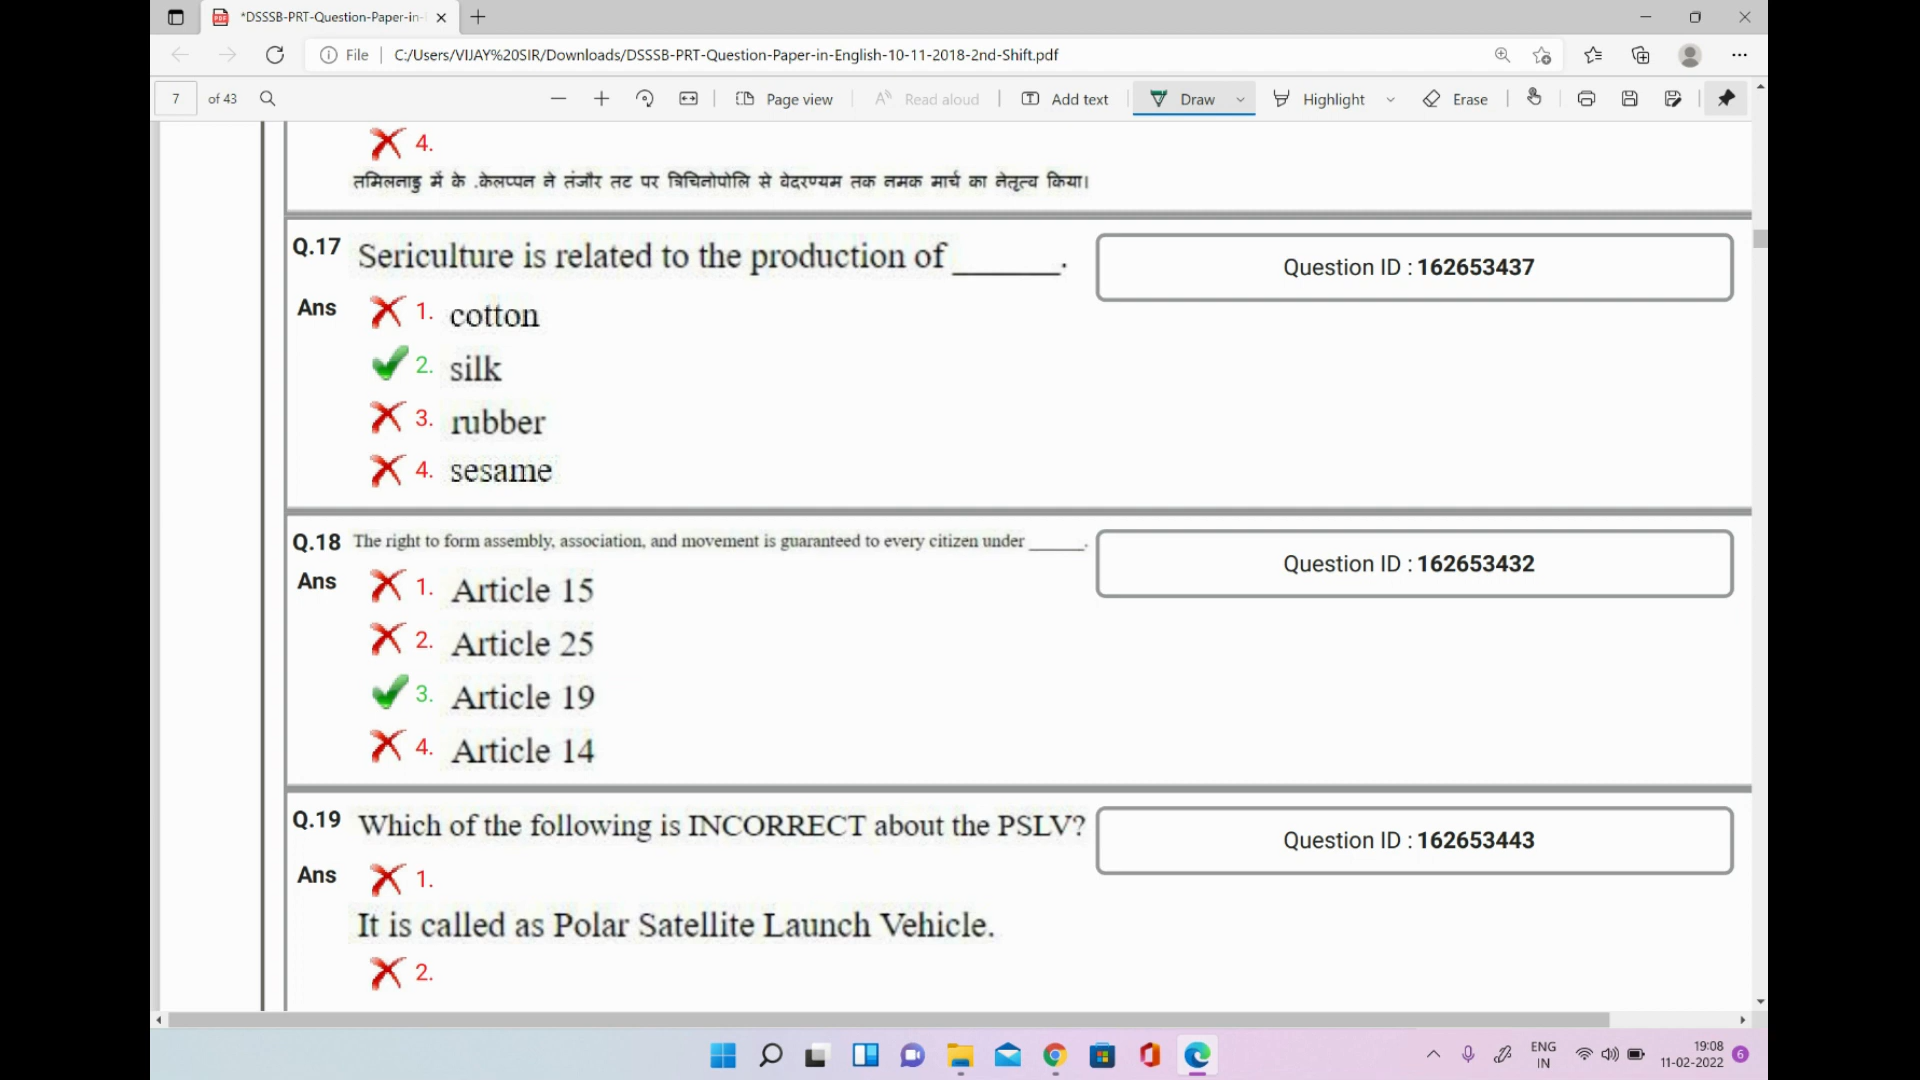 *DSSSB-PRT-Question-Paper-in-
File C:/Users/VIJAY%20SIR/Downloads/DSSSB-PRT-Question-Paper-in-English-10-11-2018-2nd-Shift.pdf
7 of 43 Page view Read aloud Add text Draw Highlight Erase
4.
तमिलनाडु में के .केलप्पन ने तंजौर तट पर त्रिचिनोपोलि से वेदरण्यम तक नमक मार्च का नेतृत्व किया।
Q.17 Sericulture is related to the production of ______.
Question ID : 162653437
Ans 1. cotton
2. silk
3. rubber
4. sesame
Q.18 The right to form assembly, association, and movement is guaranteed to every citizen under ______.
Question ID : 162653432
Ans 1. Article 15
2. Article 25
3. Article 19
4. Article 14
Q.19 Which of the following is INCORRECT about the PSLV?
Question ID : 162653443
Ans 1.
It is called as Polar Satellite Launch Vehicle.
2.
ENG
IN
19:08
11-02-2022
6